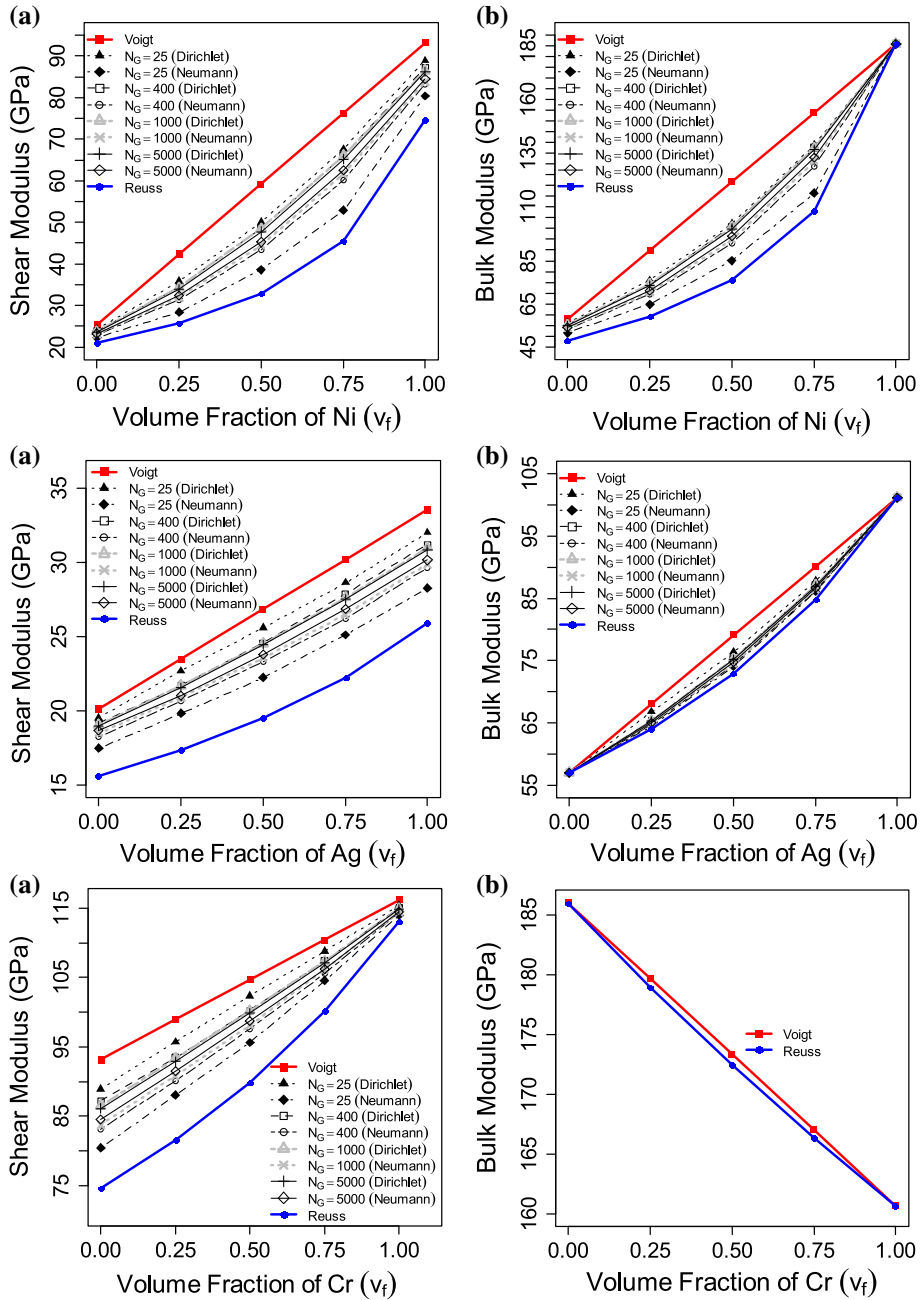 (a)
Shear Modulus (GPa)
90
80
70
60
50
40
30
20
Voigt
N_G = 25 (Dirichlet)
N_G = 25 (Neumann)
N_G = 400 (Dirichlet)
N_G = 400 (Neumann)
N_G = 1000 (Dirichlet)
N_G = 1000 (Neumann)
N_G = 5000 (Dirichlet)
N_G = 5000 (Neumann)
Reuss
0.00 0.25 0.50 0.75 1.00
Volume Fraction of Ni (v_f)
(b)
Bulk Modulus (GPa)
185
160
135
110
85
65
45
Voigt
N_G = 25 (Dirichlet)
N_G = 25 (Neumann)
N_G = 400 (Dirichlet)
N_G = 400 (Neumann)
N_G = 1000 (Dirichlet)
N_G = 1000 (Neumann)
N_G = 5000 (Dirichlet)
N_G = 5000 (Neumann)
Reuss
0.00 0.25 0.50 0.75 1.00
Volume Fraction of Ni (v_f)
(a)
Shear Modulus (GPa)
35
30
25
20
15
Voigt
N_G = 25 (Dirichlet)
N_G = 25 (Neumann)
N_G = 400 (Dirichlet)
N_G = 400 (Neumann)
N_G = 1000 (Dirichlet)
N_G = 1000 (Neumann)
N_G = 5000 (Dirichlet)
N_G = 5000 (Neumann)
Reuss
0.00 0.25 0.50 0.75 1.00
Volume Fraction of Ag (v_f)
(b)
Bulk Modulus (GPa)
105
95
85
75
65
55
Voigt
N_G = 25 (Dirichlet)
N_G = 25 (Neumann)
N_G = 400 (Dirichlet)
N_G = 400 (Neumann)
N_G = 1000 (Dirichlet)
N_G = 1000 (Neumann)
N_G = 5000 (Dirichlet)
N_G = 5000 (Neumann)
Reuss
0.00 0.25 0.50 0.75 1.00
Volume Fraction of Ag (v_f)
(a)
Shear Modulus (GPa)
115
105
95
85
75
Voigt
N_G = 25 (Dirichlet)
N_G = 25 (Neumann)
N_G = 400 (Dirichlet)
N_G = 400 (Neumann)
N_G = 1000 (Dirichlet)
N_G = 1000 (Neumann)
N_G = 5000 (Dirichlet)
N_G = 5000 (Neumann)
Reuss
0.00 0.25 0.50 0.75 1.00
Volume Fraction of Cr (v_f)
(b)
Bulk Modulus (GPa)
185
180
175
170
165
160
Voigt
Reuss
0.00 0.25 0.50 0.75 1.00
Volume Fraction of Cr (v_f)